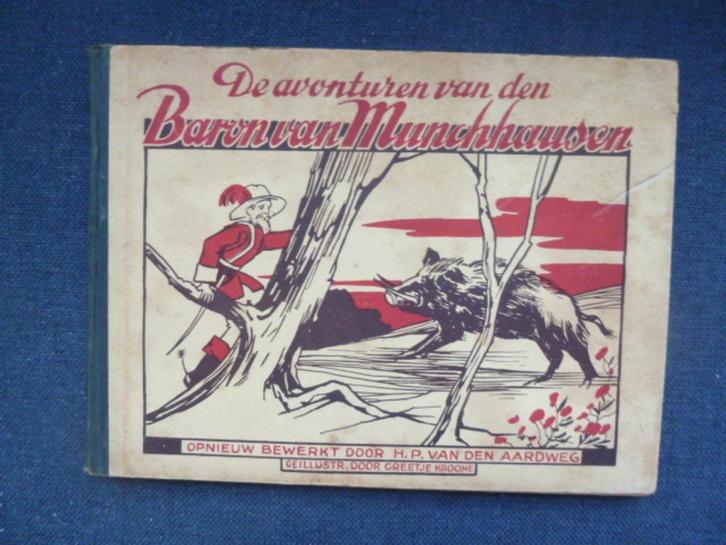 De avonturen van den
Baron van Munchhausen
OPNIEUW BEWERKT DOOR H.P. VAN DEN AARDWEG
GEILLUSTR. DOOR GREETJE KROONE